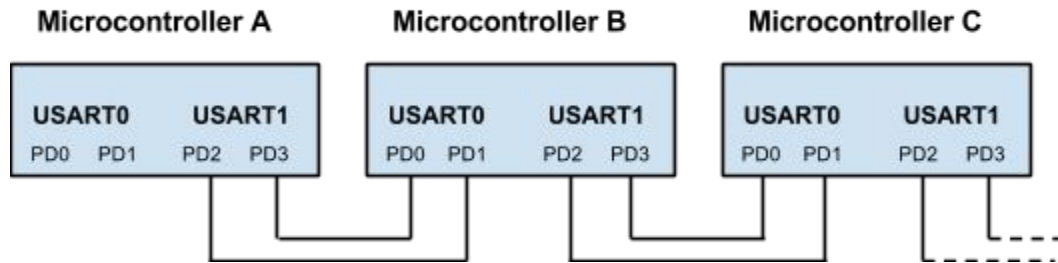 Microcontroller A Microcontroller B Microcontroller C
USART0 USART1 USART0 USART1 USART0 USART1
PD0 PD1 PD2 PD3 PD0 PD1 PD2 PD3 PD0 PD1 PD2 PD3